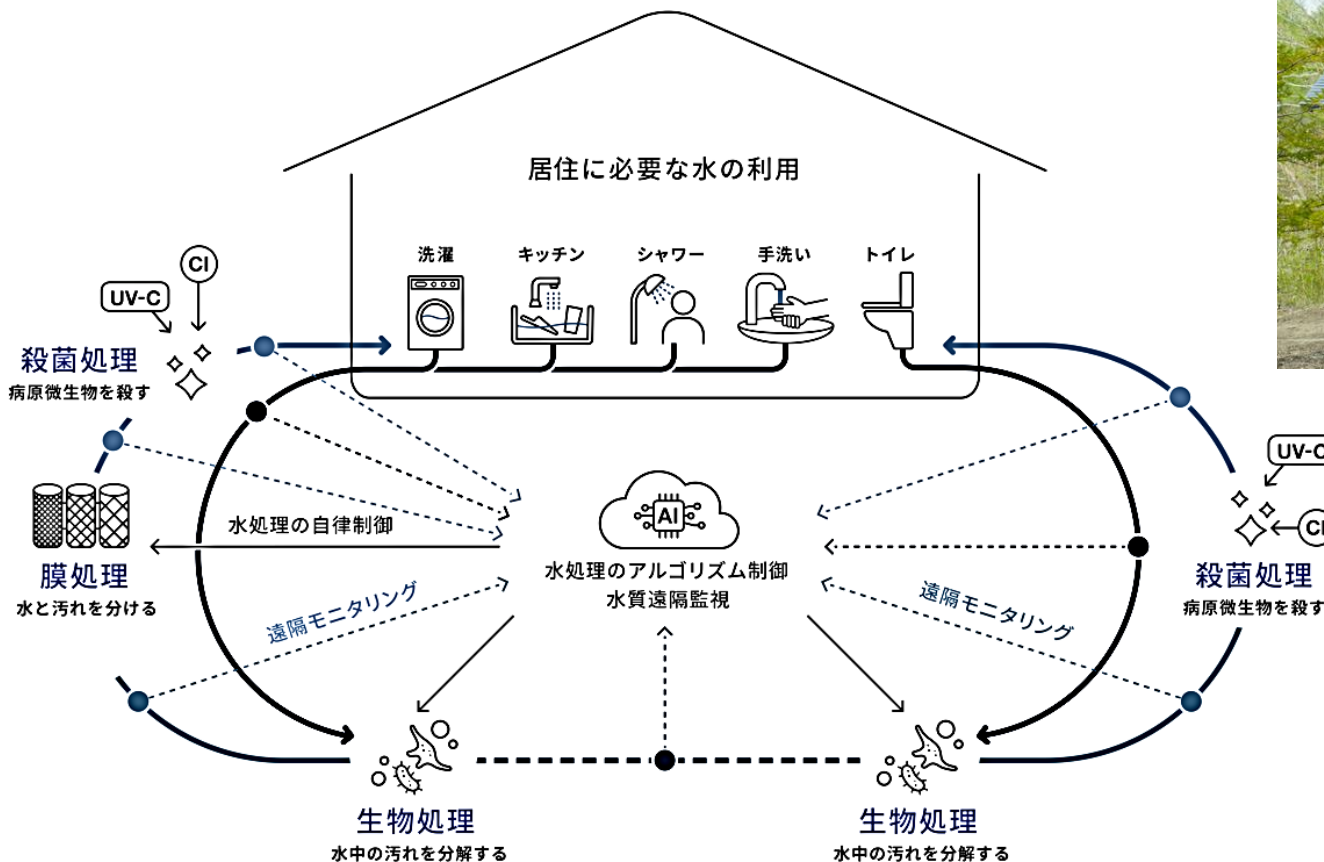 居住に必要な水の利用
洗濯
キッチン
シャワー
手洗い
トイレ
Cl
UV-C
殺菌処理
病原微生物を殺す
膜処理
水と汚れを分ける
水処理の自律制御
遠隔モニタリング
AI
水処理のアルゴリズム制御
水質遠隔監視
遠隔モニタリング
UV-C
Cl
殺菌処理
病原微生物を殺す
生物処理
水中の汚れを分解する
生物処理
水中の汚れを分解する